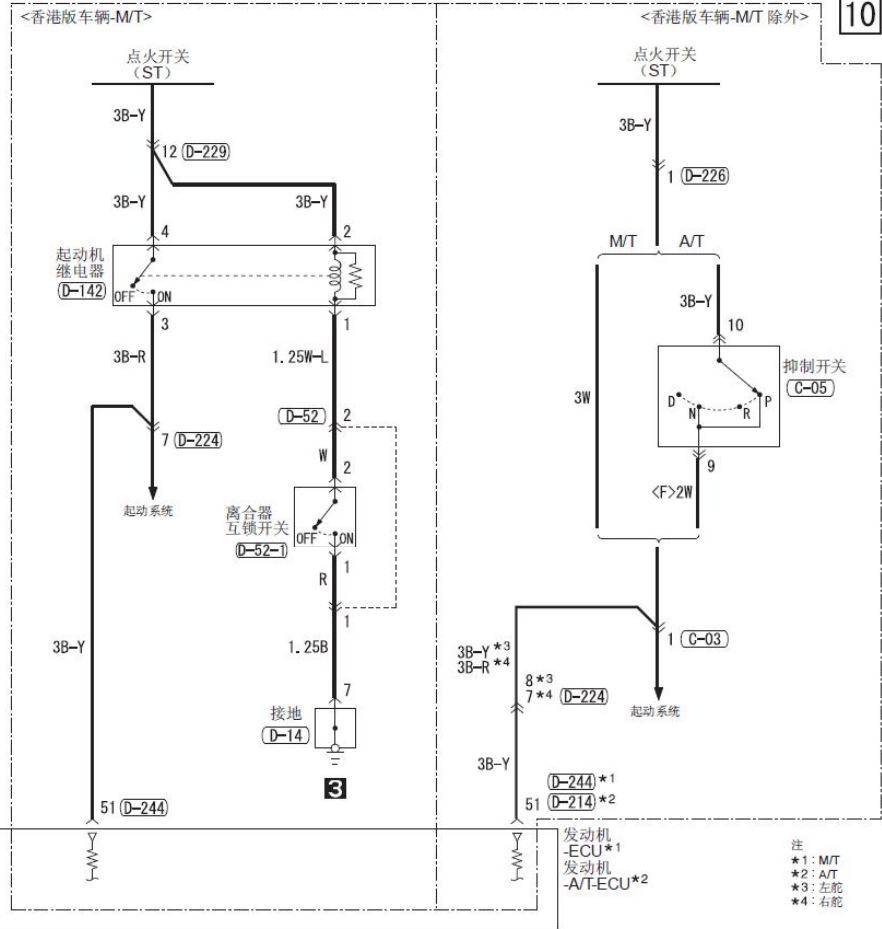 <香港版车辆-M/T>
<香港版车辆-M/T 除外>
10
点火开关
（ST）
3B-Y
12 D-229
3B-Y
3B-Y
4
2
起动机
继电器
D-142
OFF
ON
3
1
3B-R
1.25W-L
D-52
2
7 D-224
W
2
起动系统
离合器
互锁开关
D-52-1
OFF
ON
1
R
1
3B-Y
1.25B
7
接地
D-14
3
51 D-244
点火开关
（ST）
3B-Y
1 D-226
M/T
A/T
3B-Y
10
抑制开关
C-05
D
N
R
P
3W
9
<F>2W
1 C-03
3B-Y *3
3B-R *4
8*3
7*4 D-224
起动系统
3B-Y
D-244 *1
51 D-214 *2
发动机
-ECU*1
发动机
-A/T-ECU*2
注
*1：M/T
*2：A/T
*3：左舵
*4：右舵